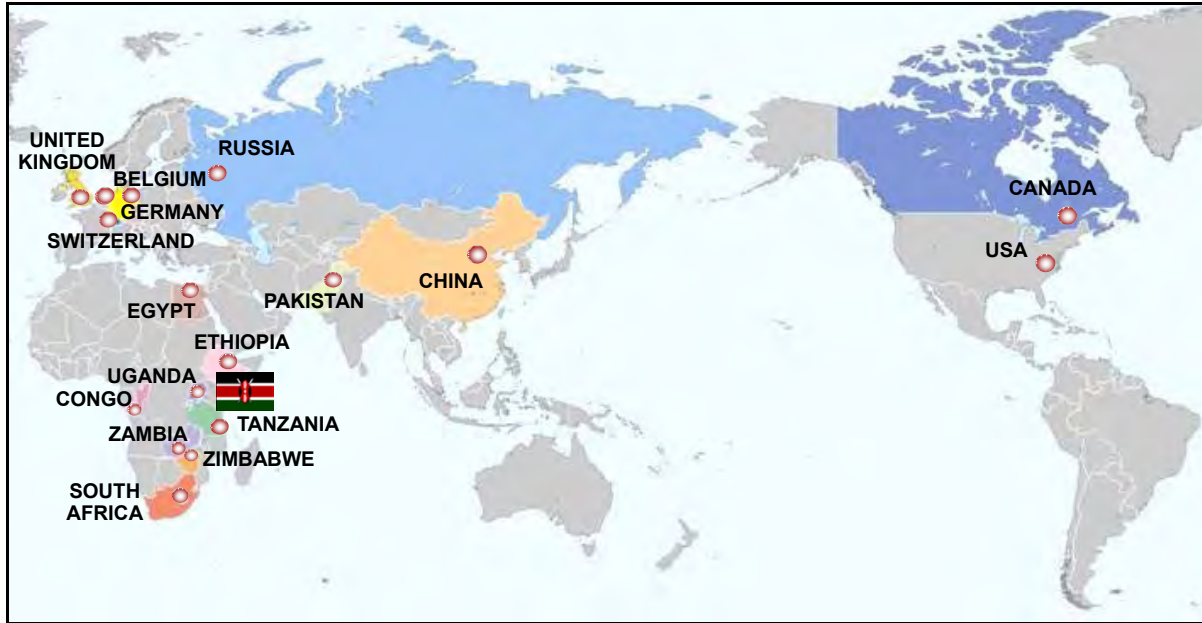 UNITED
KINGDOM
RUSSIA
BELGIUM
GERMANY
SWITZERLAND
CANADA
USA
CHINA
PAKISTAN
EGYPT
ETHIOPIA
UGANDA
CONGO
TANZANIA
ZAMBIA
ZIMBABWE
SOUTH
AFRICA